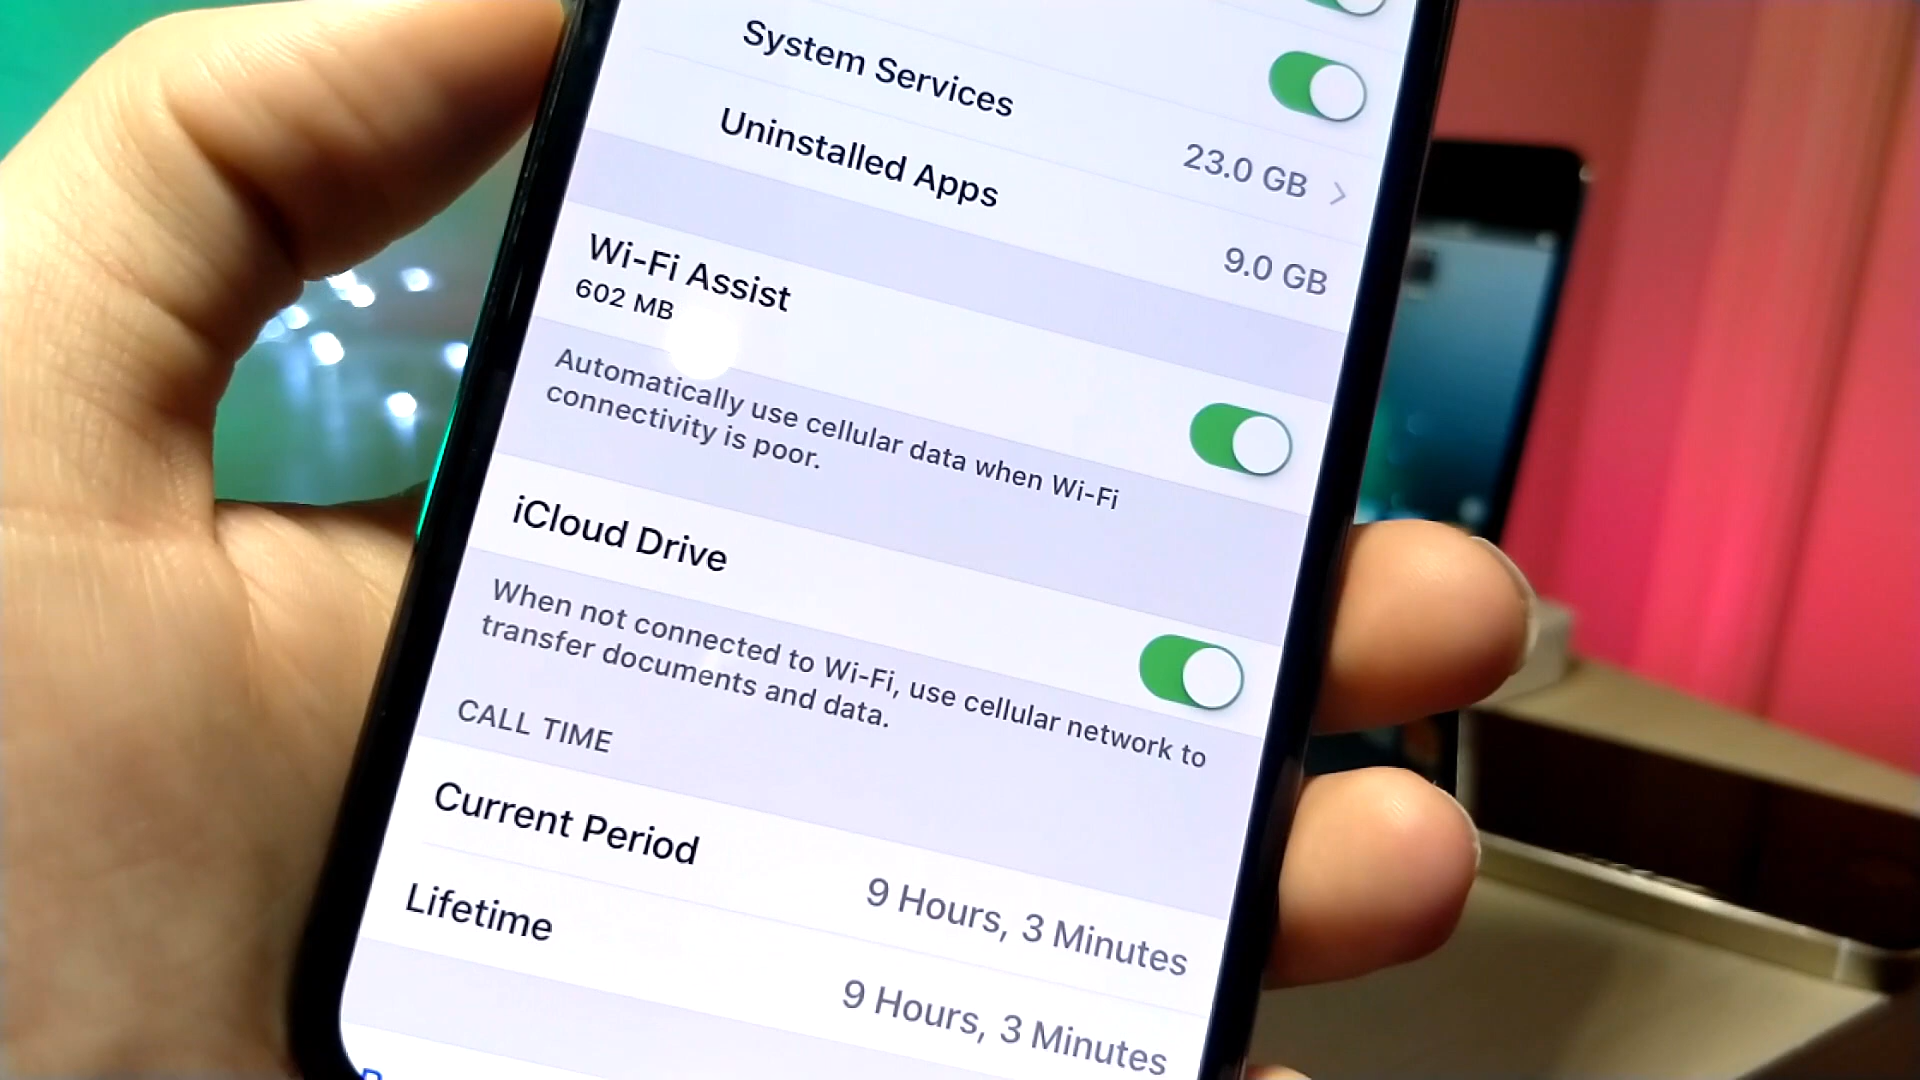 System Services
23.0 GB
Uninstalled Apps
9.0 GB
Wi-Fi Assist
602 MB
Automatically use cellular data when Wi-Fi
connectivity is poor.
iCloud Drive
When not connected to Wi-Fi, use cellular network to
transfer documents and data.
CALL TIME
Current Period
9 Hours, 3 Minutes
Lifetime
9 Hours, 3 Minutes